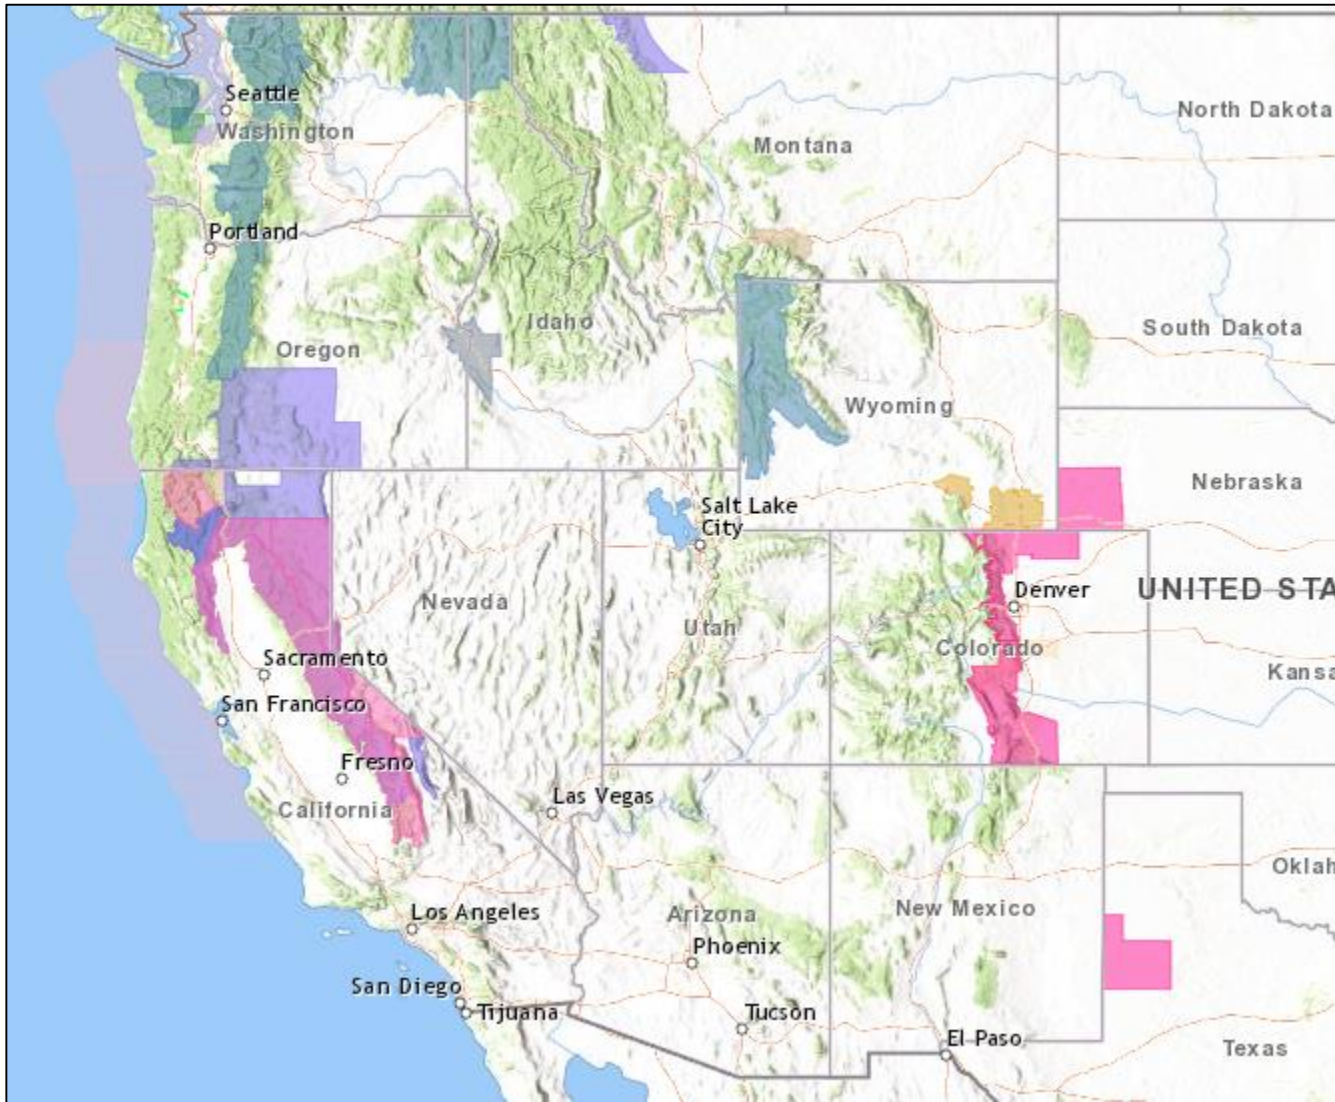 Seattle
Washington
North Dakota
Montana
Portland
Idaho
South Dakota
Oregon
Wyoming
Nebraska
Salt Lake
City
Denver
UNITED STA
Nevada
Utah
Colorado
Sacramento
Kansa
San Francisco
Fresno
Las Vegas
California
Oklah
Los Angeles
Arizona
New Mexico
Phoenix
San Diego
Tijuana
Tucson
El Paso
Texas